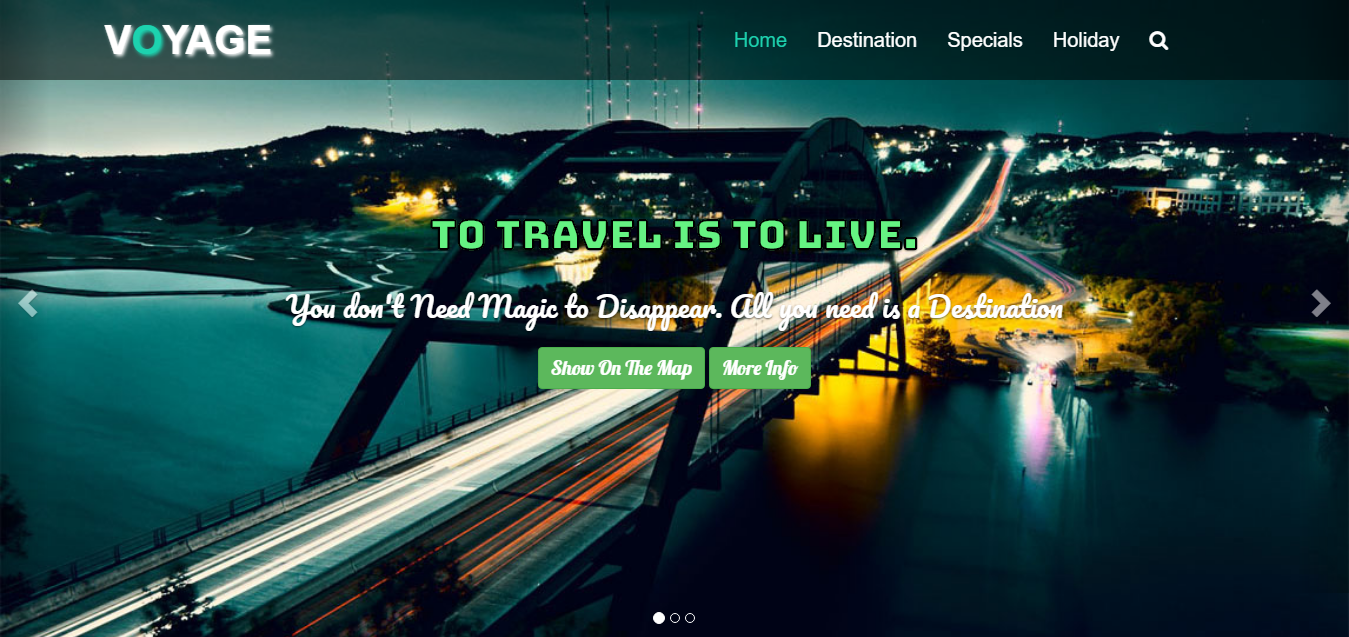 VOYAGE
Home Destination Specials Holiday
TO TRAVEL IS TO LIVE.
You don't Need Magic to Disappear. All you need is a Destination
Show On The Map More Info